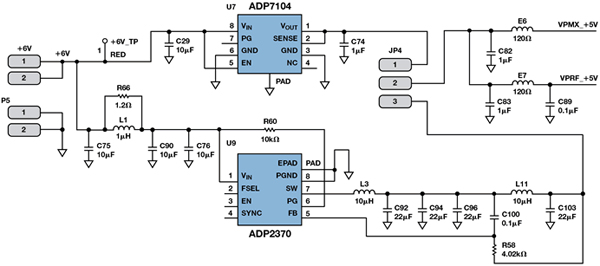 U7 ADP7104
+6V +6V +6V_TP
1 RED
1
2
P5
1
2
C29
10µF
8 VIN VOUT 1
7 PG SENSE 2
6 GND GND 3
5 EN NC 4
PAD
C74
1µF
JP4
1
2
3
E6
120Ω
VPMX_+5V
C82
1µF
E7
120Ω
VPRF_+5V
C83
1µF
C89
0.1µF
R66
1.2Ω
L1
1µH
C75
10µF
C90
10µF
C76
10µF
R60
10kΩ
U9
EPAD PAD
1 VIN PGND 8
2 FSEL SW 7
3 EN PG 6
4 SYNC FB 5
ADP2370
L3
10µH
C92
22µF
C94
22µF
C96
22µF
C100
0.1µF
L11
10µH
C103
22µF
R58
4.02kΩ